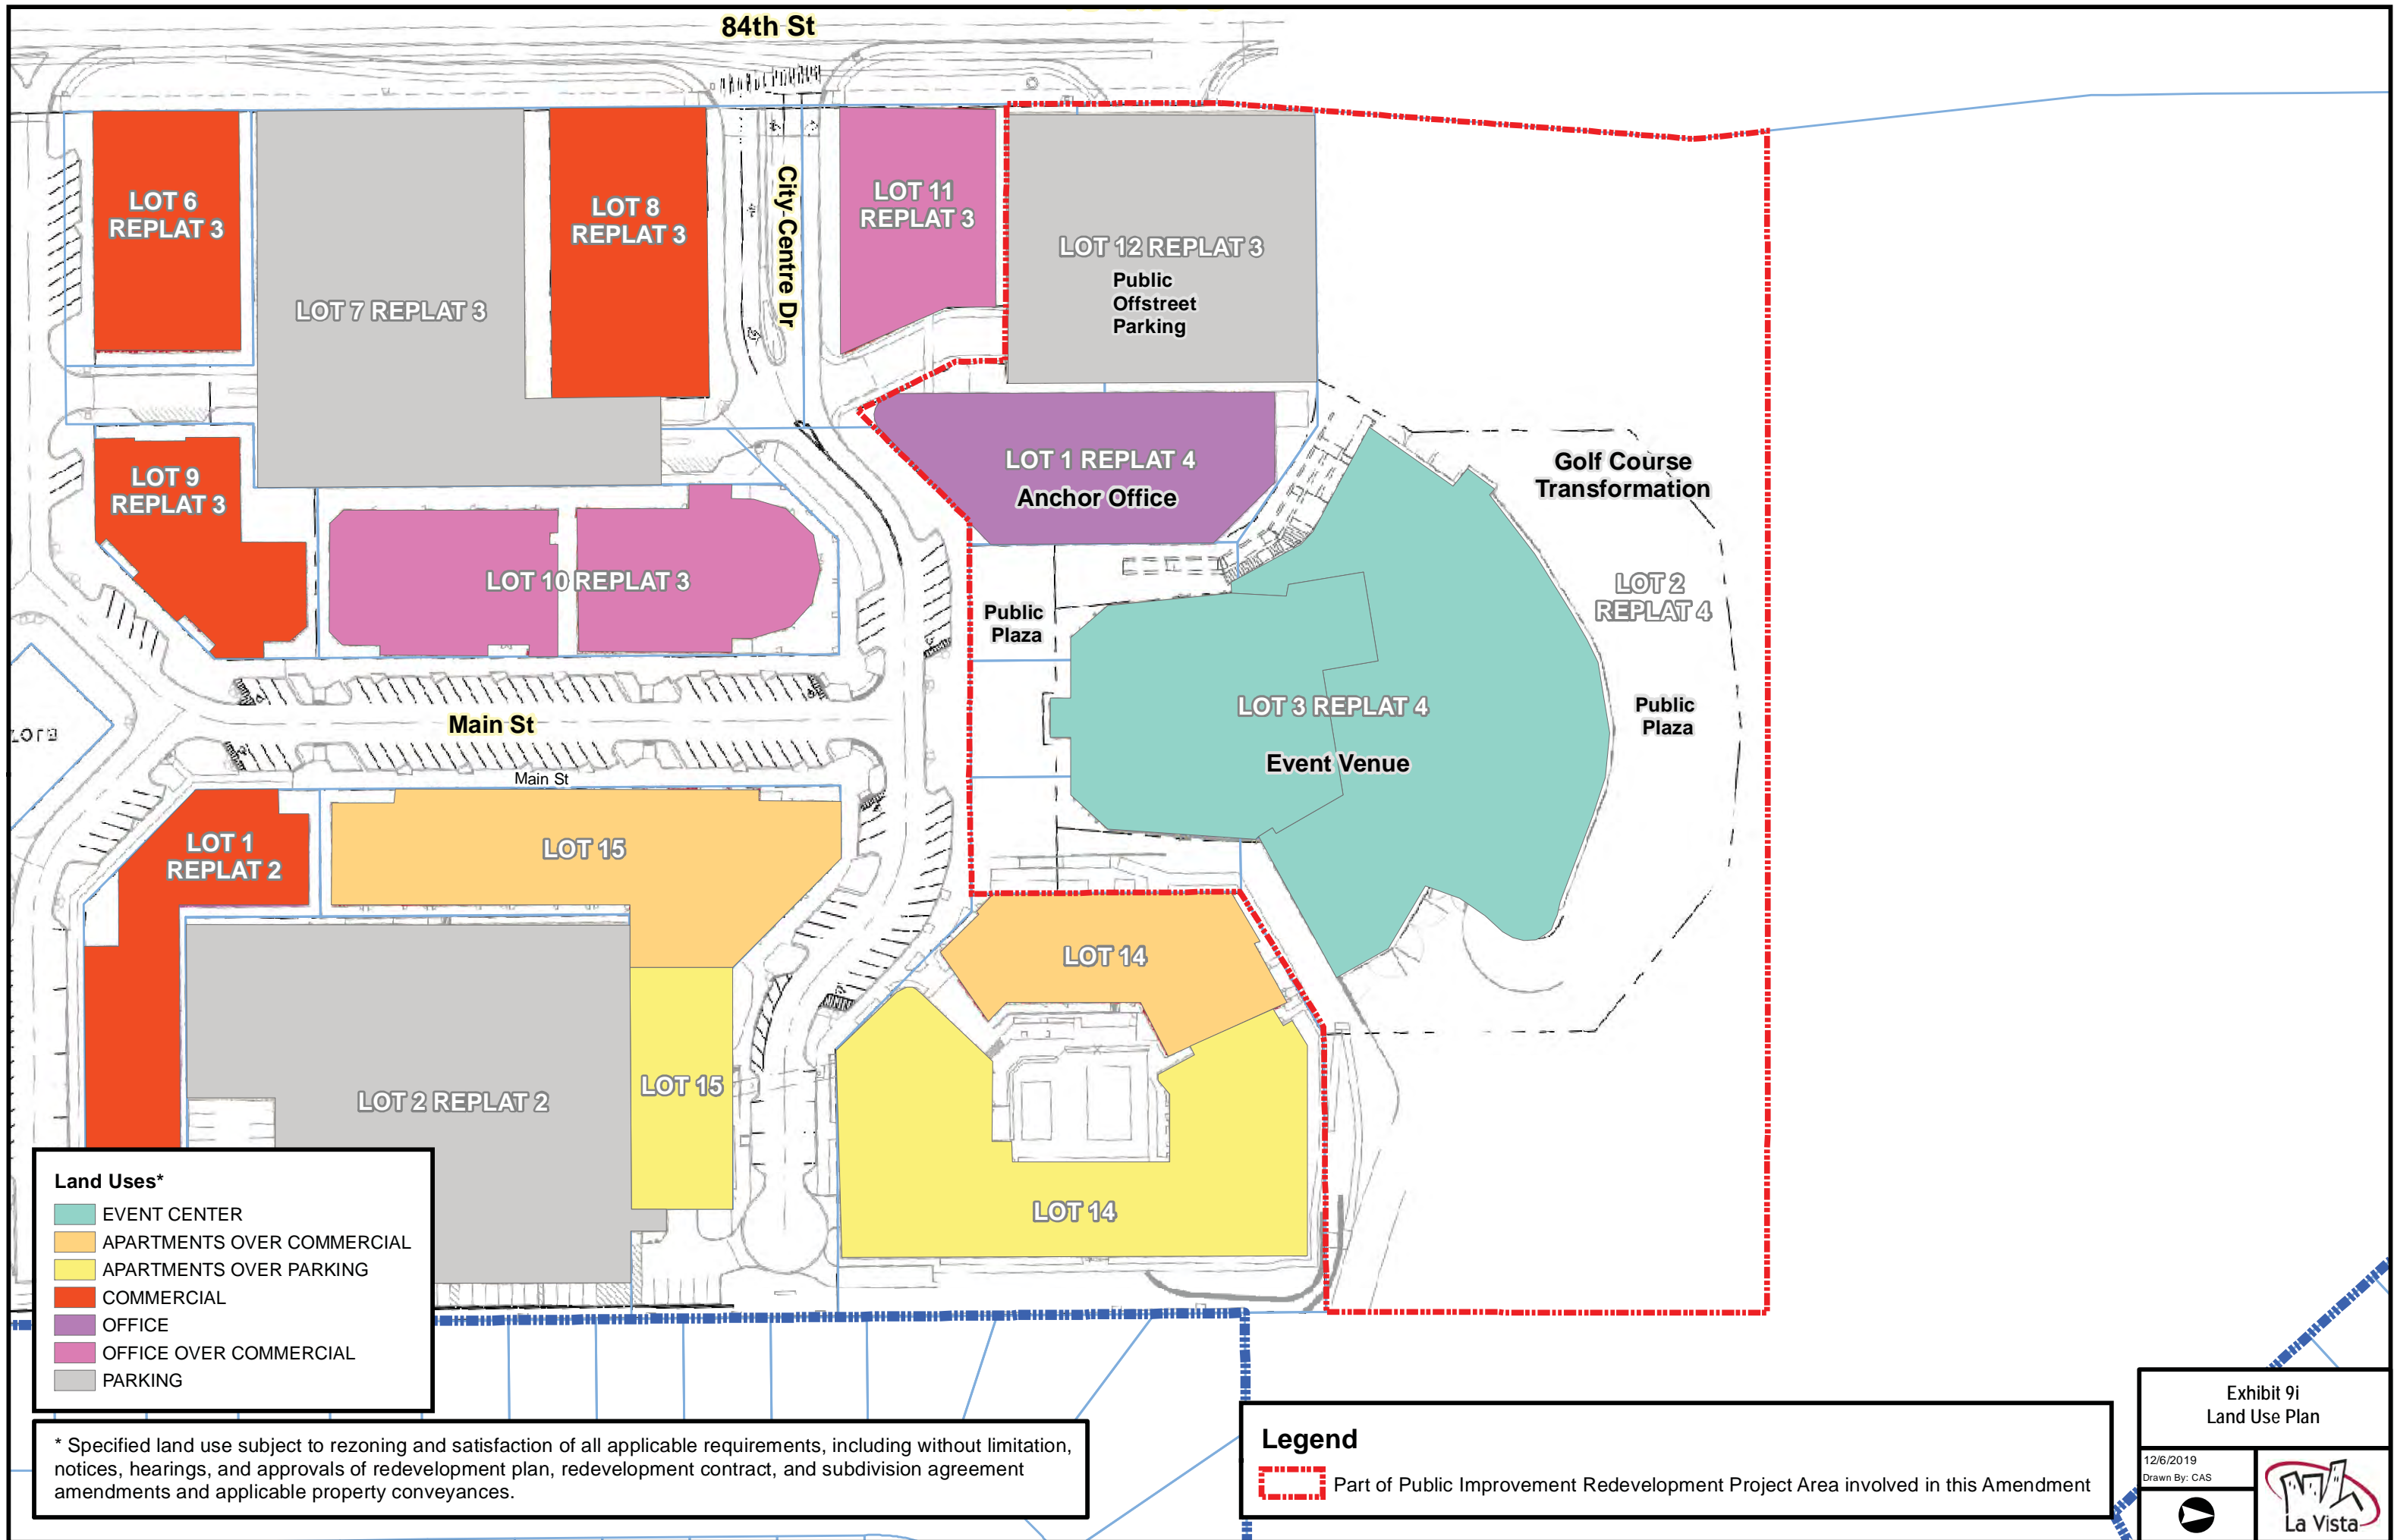 84th St
City Centre Dr
LOT 6
REPLAT 3
LOT 7 REPLAT 3
LOT 8
REPLAT 3
LOT 11
REPLAT 3
LOT 12 REPLAT 3
Public
Offstreet
Parking
LOT 9
REPLAT 3
LOT 10 REPLAT 3
LOT 1 REPLAT 4
Anchor Office
Golf Course
Transformation
LOT 2
REPLAT 4
Public
Plaza
LOT 3 REPLAT 4
Event Venue
Public
Plaza
Main St
Main St
LOT 1
REPLAT 2
LOT 15
LOT 14
LOT 2 REPLAT 2
LOT 15
LOT 14
Land Uses*
EVENT CENTER
APARTMENTS OVER COMMERCIAL
APARTMENTS OVER PARKING
COMMERCIAL
OFFICE
OFFICE OVER COMMERCIAL
PARKING
* Specified land use subject to rezoning and satisfaction of all applicable requirements, including without limitation,
notices, hearings, and approvals of redevelopment plan, redevelopment contract, and subdivision agreement
amendments and applicable property conveyances.
Legend
Part of Public Improvement Redevelopment Project Area involved in this Amendment
Exhibit 9i
Land Use Plan
12/6/2019
Drawn By: CAS
La Vista